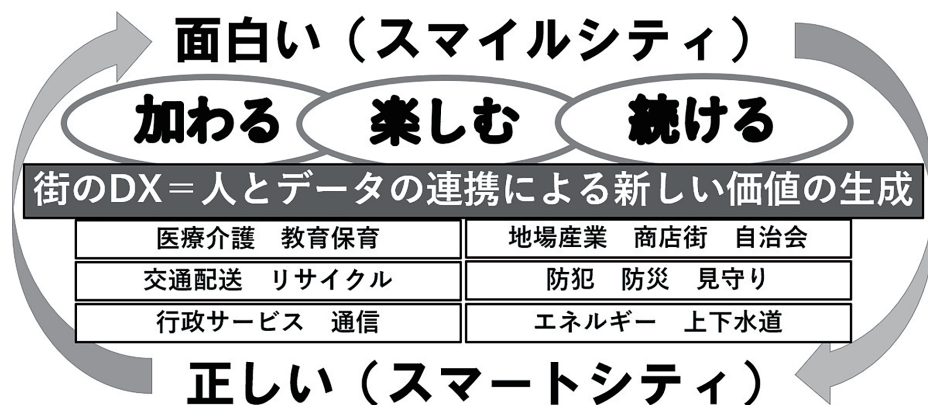 面白い（スマイルシティ）
加わる 楽しむ 続ける
街のDX＝人とデータの連携による新しい価値の生成
医療介護　教育保育
地場産業　商店街　自治会
交通配送　リサイクル
防犯　防災　見守り
行政サービス　通信
エネルギー　上下水道
正しい（スマートシティ）